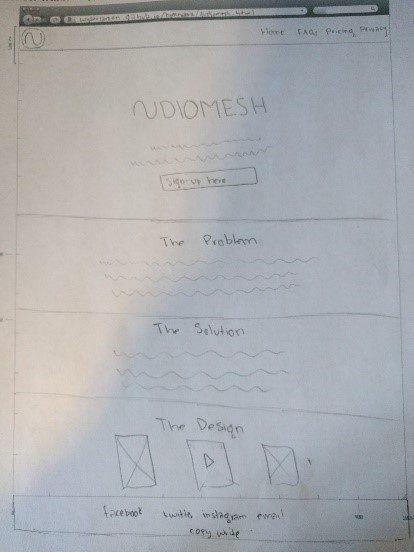 Home FAQs Pricing Privacy
NDIOMESH
Sign-up here
The Problem
The Solution
The Design
facebook twitter instagram email
copy write